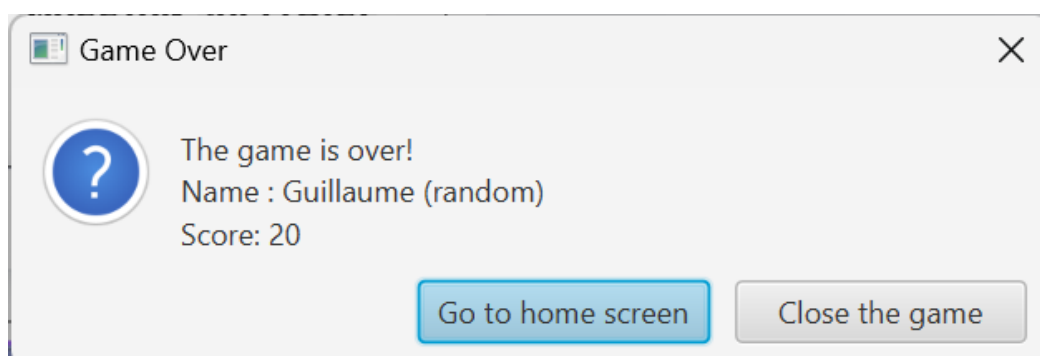 Game Over
The game is over!
Name : Guillaume (random)
Score: 20
Go to home screen
Close the game